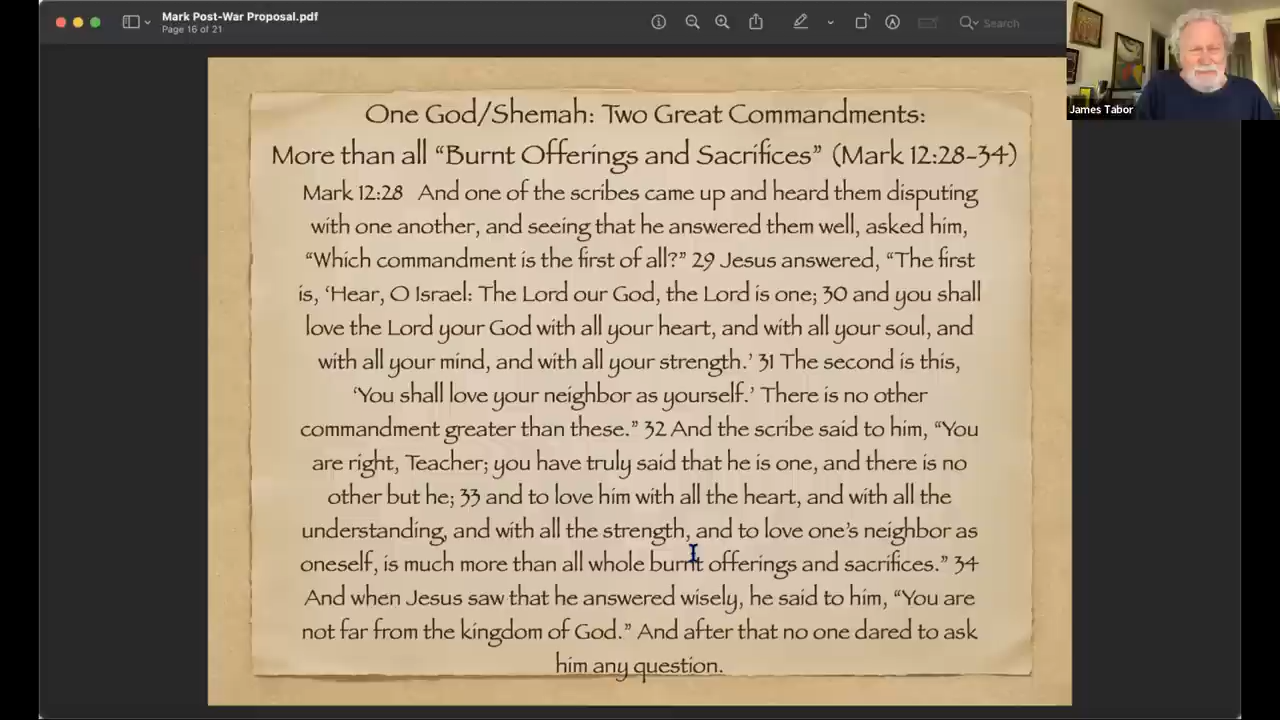 Mark Post-War Proposal.pdf
Page 16 of 21
Search
James Tabor
One God/Shemah: Two Great Commandments:
More than all “Burnt Offerings and Sacrifices” (Mark 12:28-34)
Mark 12:28 And one of the scribes came up and heard them disputing
with one another, and seeing that he answered them well, asked him,
“Which commandment is the first of all?” 29 Jesus answered, “The first
is, ‘Hear, O Israel: The Lord our God, the Lord is one; 30 and you shall
love the Lord your God with all your heart, and with all your soul, and
with all your mind, and with all your strength.’ 31 The second is this,
‘You shall love your neighbor as yourself.’ There is no other
commandment greater than these.” 32 And the scribe said to him, “You
are right, Teacher; you have truly said that he is one, and there is no
other but he; 33 and to love him with all the heart, and with all the
understanding, and with all the strength, and to love one’s neighbor as
oneself, is much more than all whole burnt offerings and sacrifices.” 34
And when Jesus saw that he answered wisely, he said to him, “You are
not far from the kingdom of God.” And after that no one dared to ask
him any question.